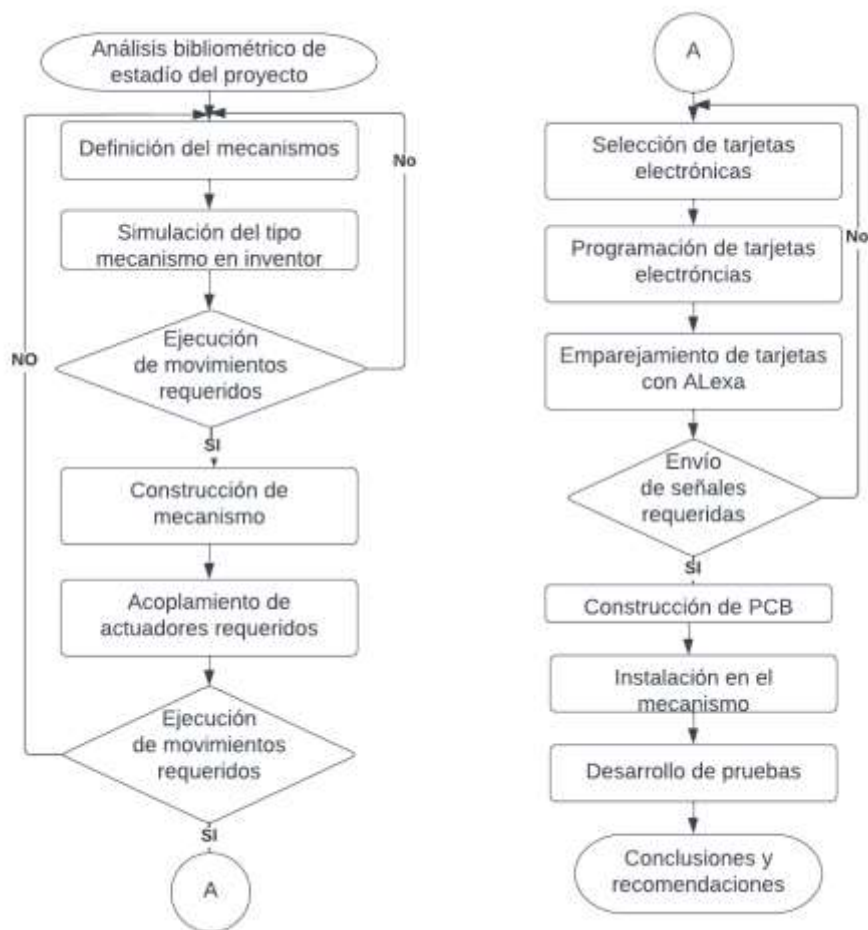 Análisis bibliométrico de
estadío del proyecto
Definición del mecanismos
No
Simulación del tipo
mecanismo en inventor
Ejecución
de movimientos
requeridos
NO
SI
Construcción de
mecanismo
Acoplamiento de
actuadores requeridos
Ejecución
de movimientos
requeridos
SI
A
A
Selección de tarjetas
electrónicas
No
Programación de tarjetas
electróncias
Emparejamiento de tarjetas
con ALexa
Envío
de señales
requeridas
SI
Construcción de PCB
Instalación en el
mecanismo
Desarrollo de pruebas
Conclusiones y
recomendaciones